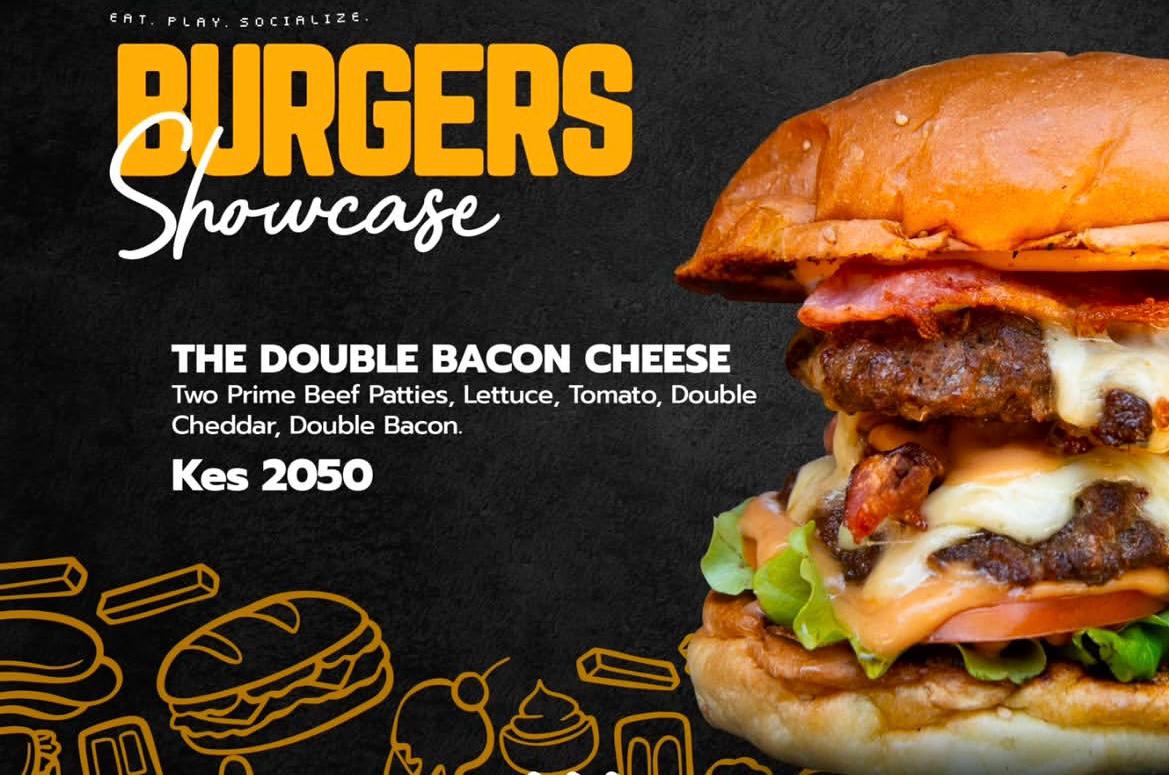 EAT. PLAY. SOCIALIZE.
BURGERS
Showcase
THE DOUBLE BACON CHEESE
Two Prime Beef Patties, Lettuce, Tomato, Double
Cheddar, Double Bacon.
Kes 2050